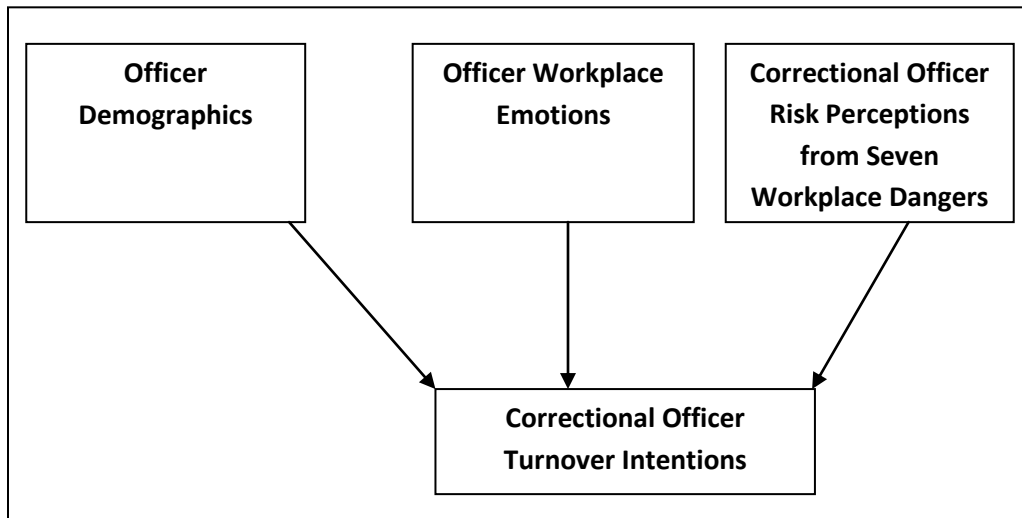 Officer
Demographics
Officer Workplace
Emotions
Correctional Officer
Risk Perceptions
from Seven
Workplace Dangers
Correctional Officer
Turnover Intentions